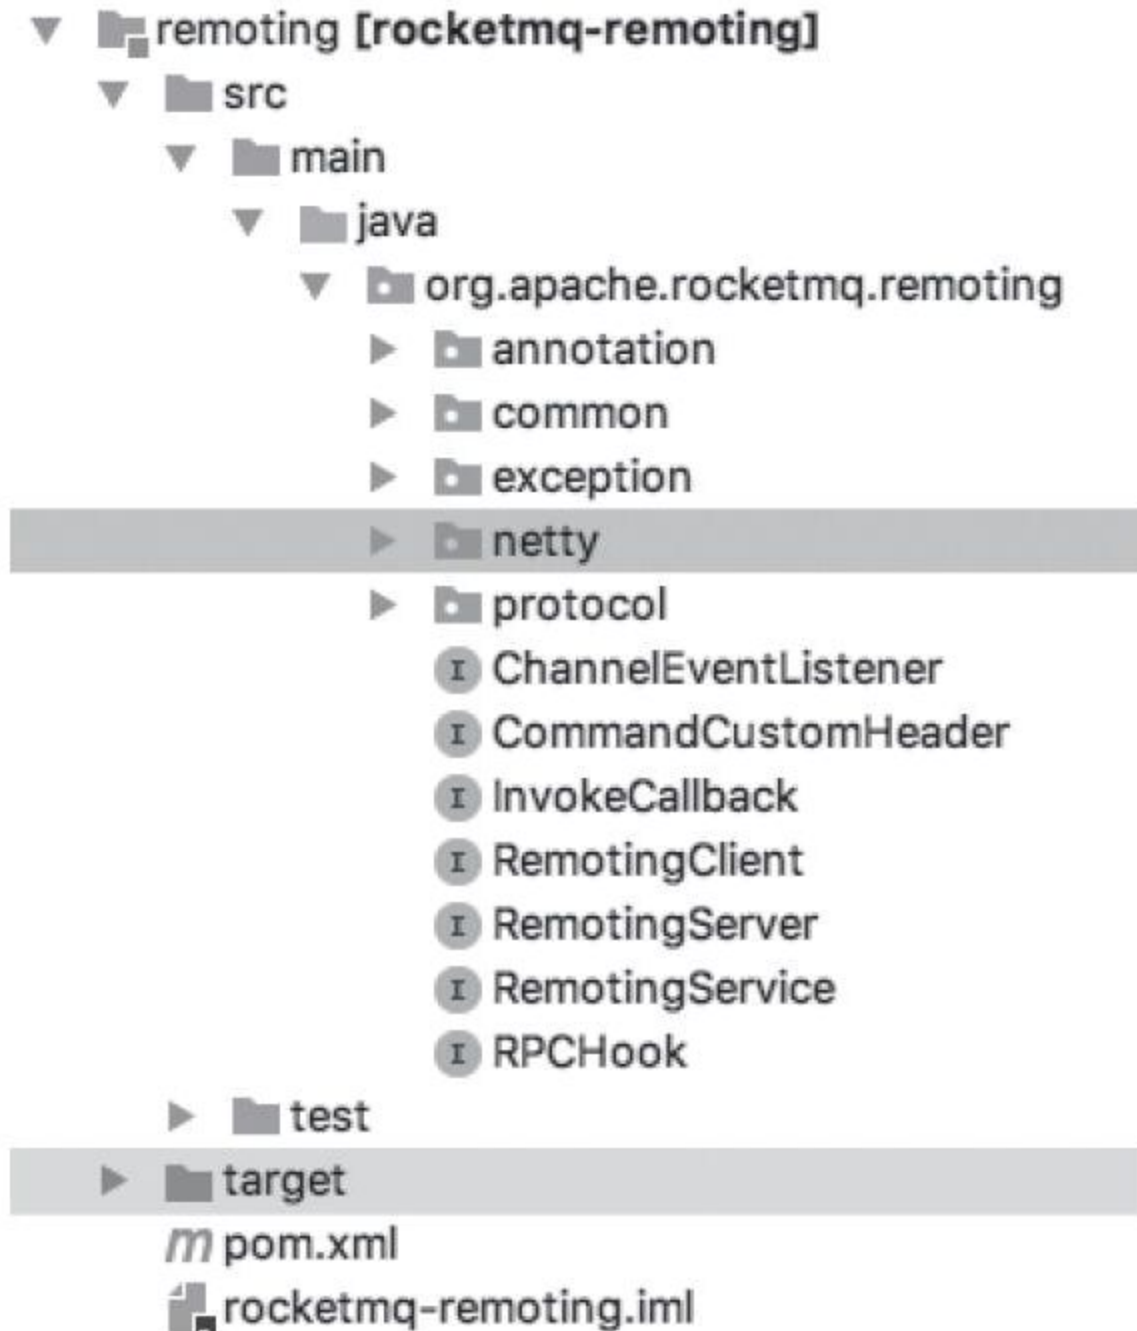 remoting [rocketmq-remoting]
src
main
java
org.apache.rocketmq.remoting
annotation
common
exception
netty
protocol
ChannelEventListener
CommandCustomHeader
InvokeCallback
RemotingClient
RemotingServer
RemotingService
RPCHook
test
target
pom.xml
rocketmq-remoting.iml